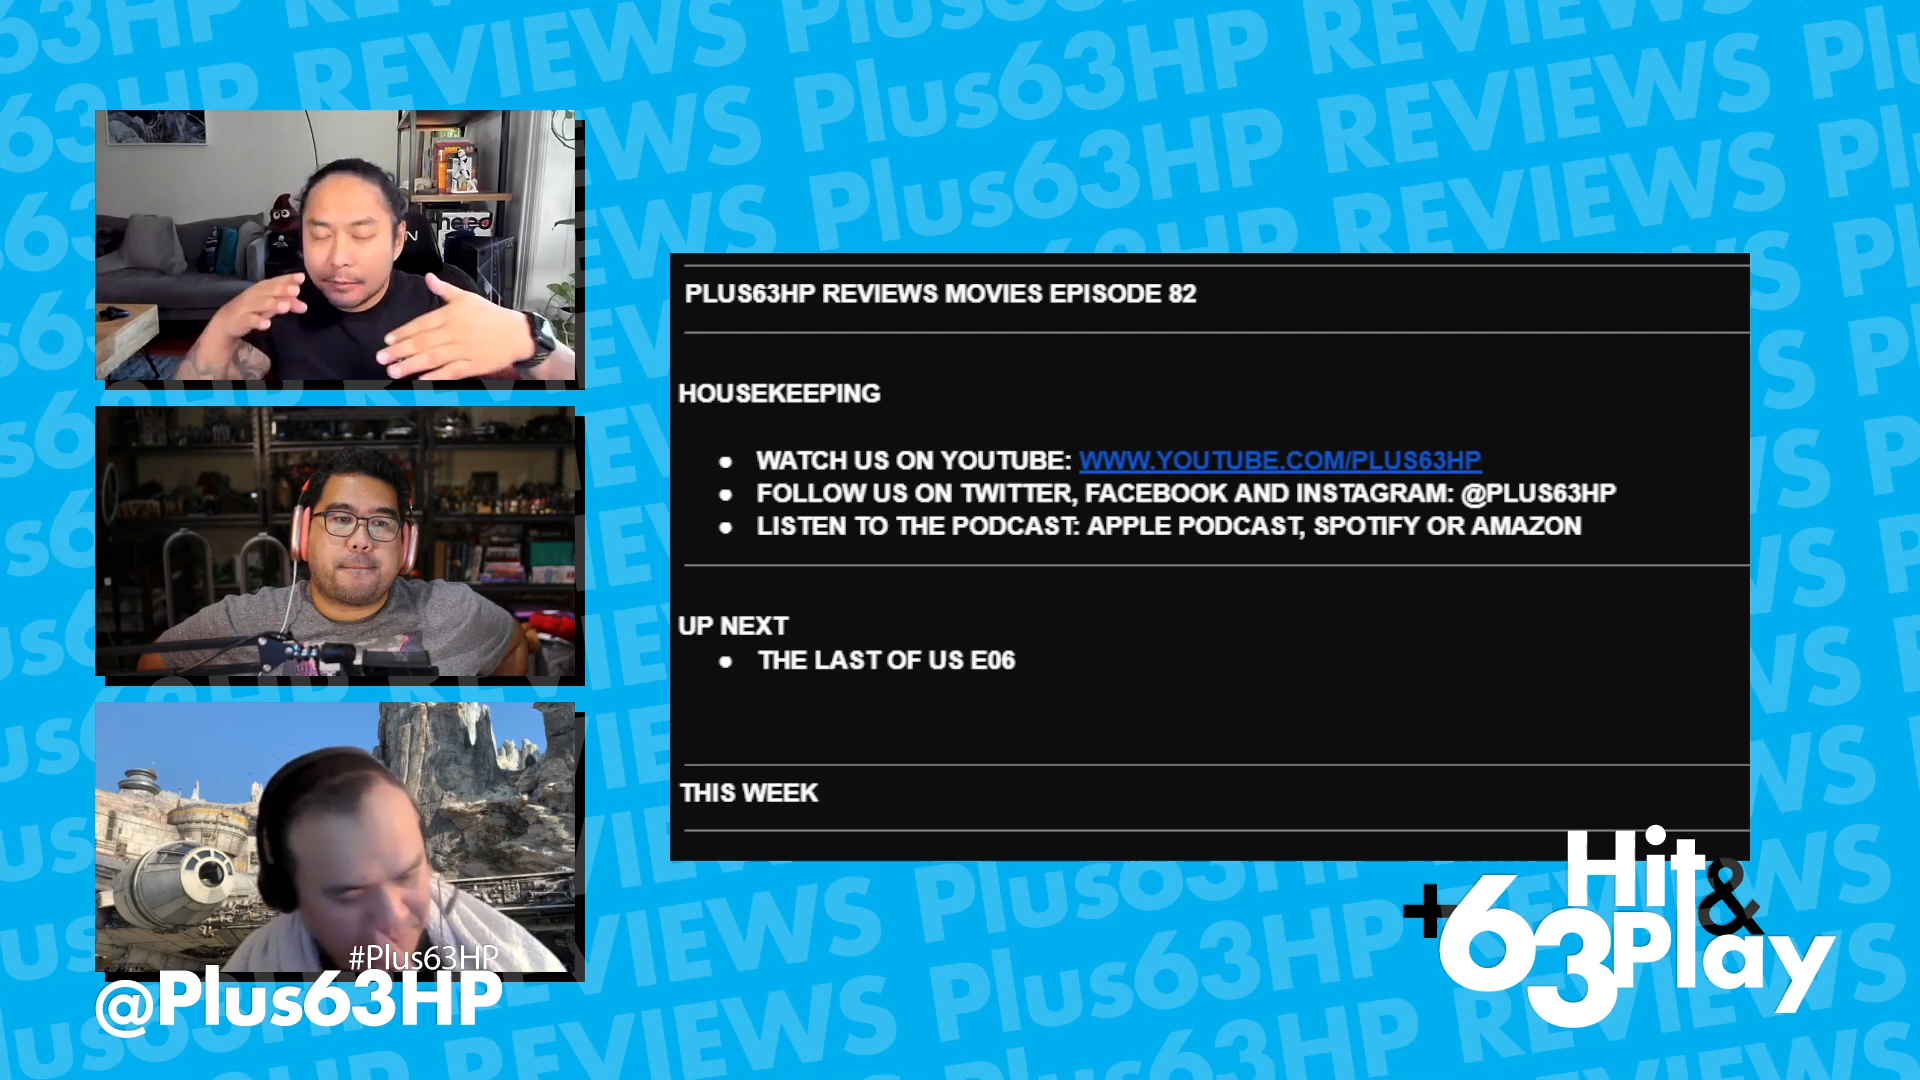 PLUS63HP REVIEWS MOVIES EPISODE 82
HOUSEKEEPING
● WATCH US ON YOUTUBE: WWW.YOUTUBE.COM/PLUS63HP
● FOLLOW US ON TWITTER, FACEBOOK AND INSTAGRAM: @PLUS63HP
● LISTEN TO THE PODCAST: APPLE PODCAST, SPOTIFY OR AMAZON
UP NEXT
● THE LAST OF US E06
THIS WEEK
#Plus63HP
@Plus63HP
+63 Hit & Play
Plus63HP REVIEWS